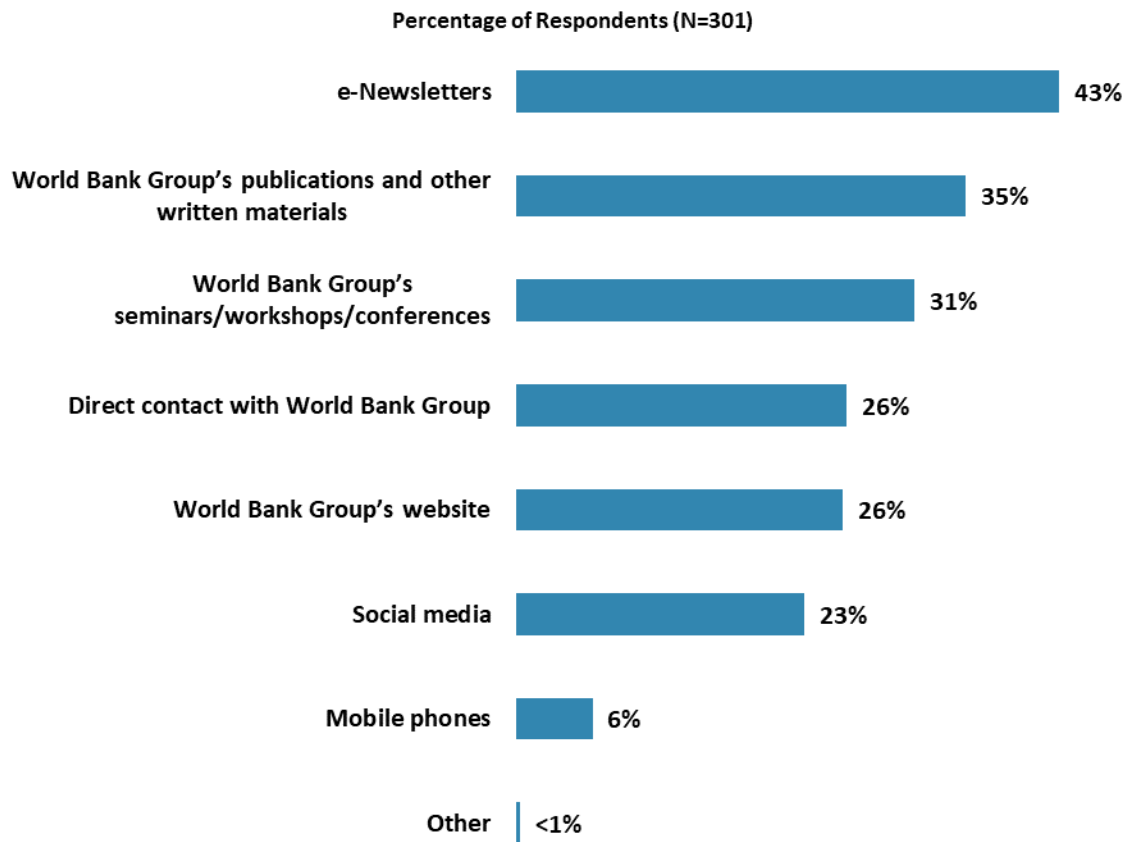 Percentage of Respondents (N=301)
e-Newsletters
43%
World Bank Group’s publications and other
written materials
35%
World Bank Group’s
seminars/workshops/conferences
31%
Direct contact with World Bank Group
26%
World Bank Group’s website
26%
Social media
23%
Mobile phones
6%
Other
<1%